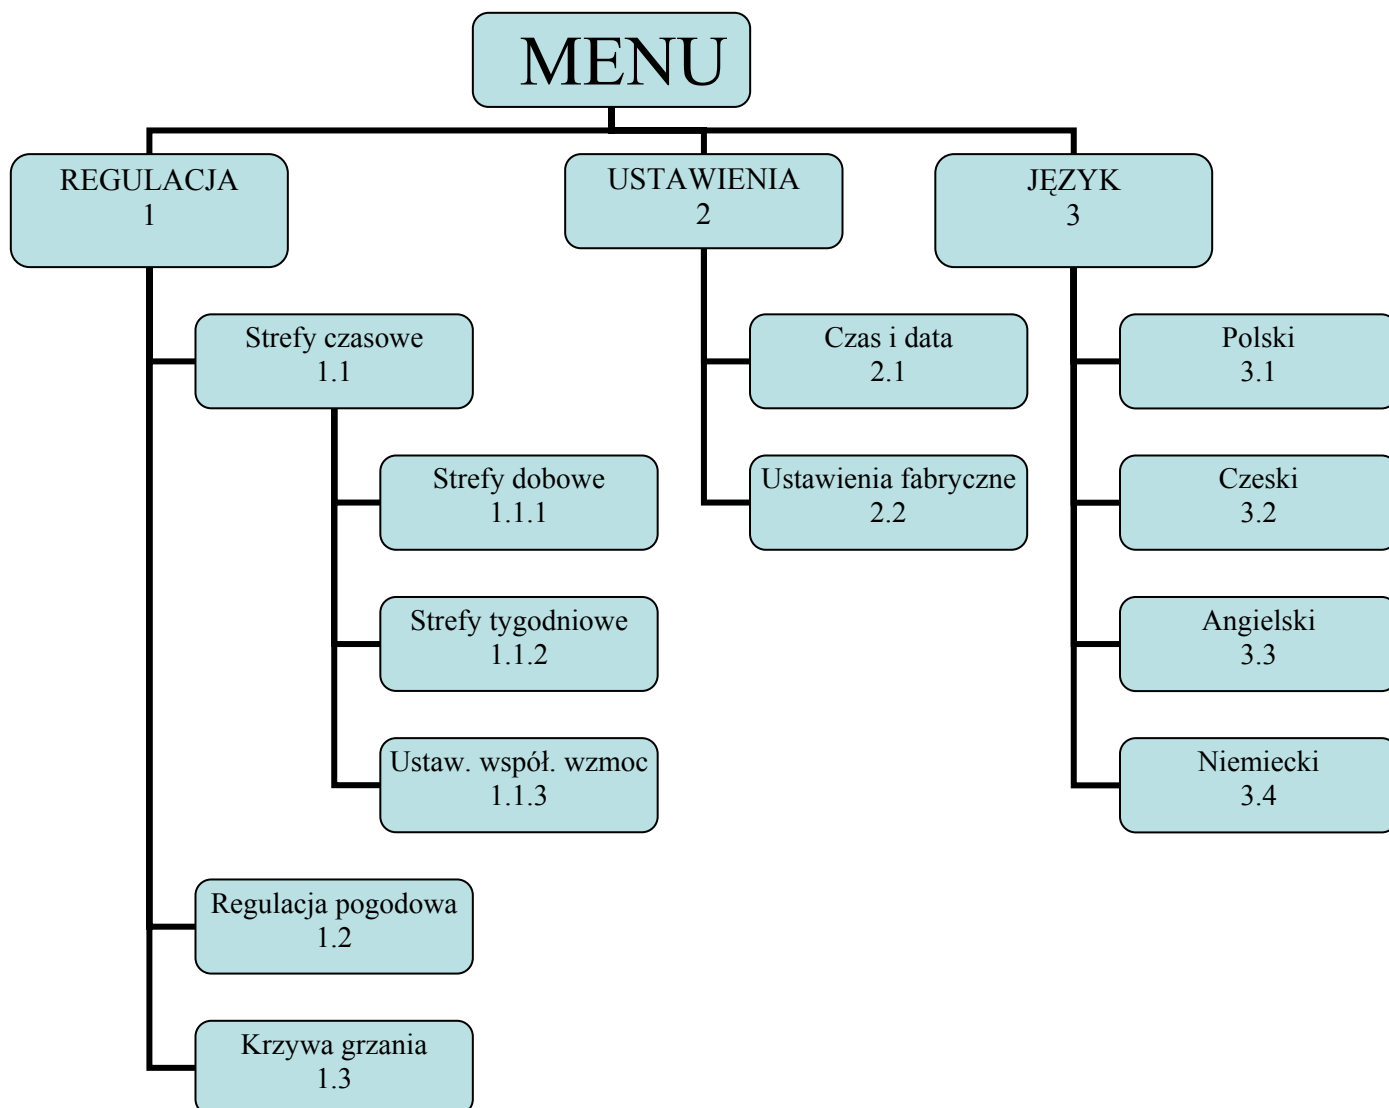 MENU
REGULACJA
1
USTAWIENIA
2
JĘZYK
3
Strefy czasowe
1.1
Czas i data
2.1
Polski
3.1
Strefy dobowe
1.1.1
Ustawienia fabryczne
2.2
Czeski
3.2
Strefy tygodniowe
1.1.2
Angielski
3.3
Ustaw. współ. wzmoc
1.1.3
Niemiecki
3.4
Regulacja pogodowa
1.2
Krzywa grzania
1.3